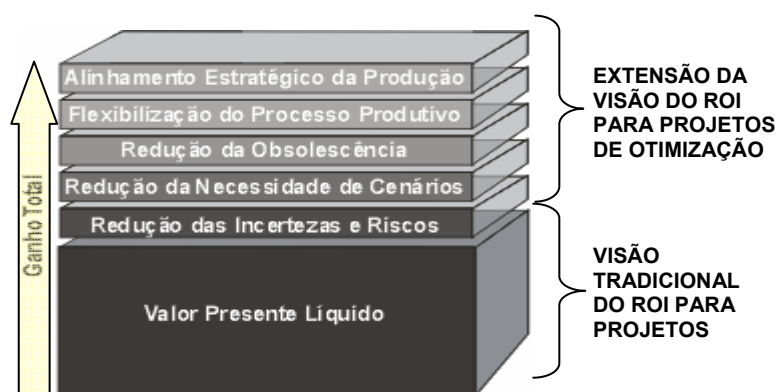 Alinhamento Estratégico da Produção
Flexibilização do Processo Produtivo
Redução da Obsolescência
Redução da Necessidade de Cenários
Redução das Incertezas e Riscos
Valor Presente Líquido
Ganho Total
EXTENSÃO DA
VISÃO DO ROI
PARA PROJETOS
DE OTIMIZAÇÃO
VISÃO
TRADICIONAL
DO ROI PARA
PROJETOS